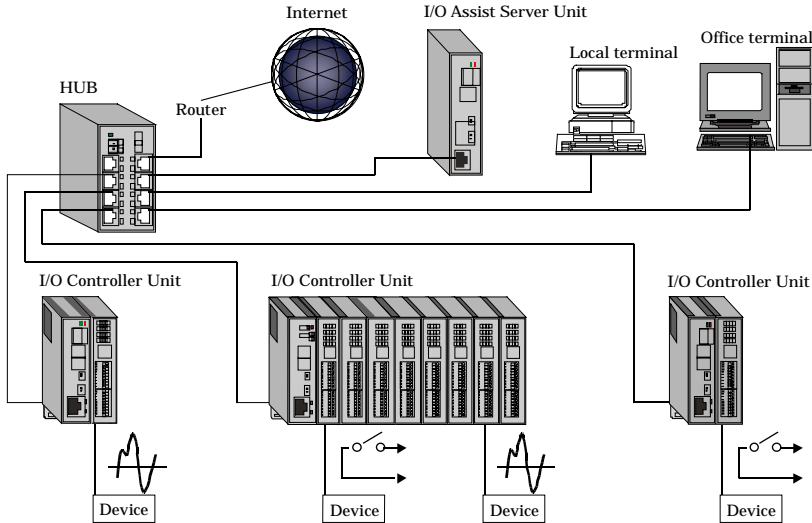 Internet
I/O Assist Server Unit
Local terminal
Office terminal
HUB
Router
I/O Controller Unit
I/O Controller Unit
I/O Controller Unit
Device
Device
Device
Device